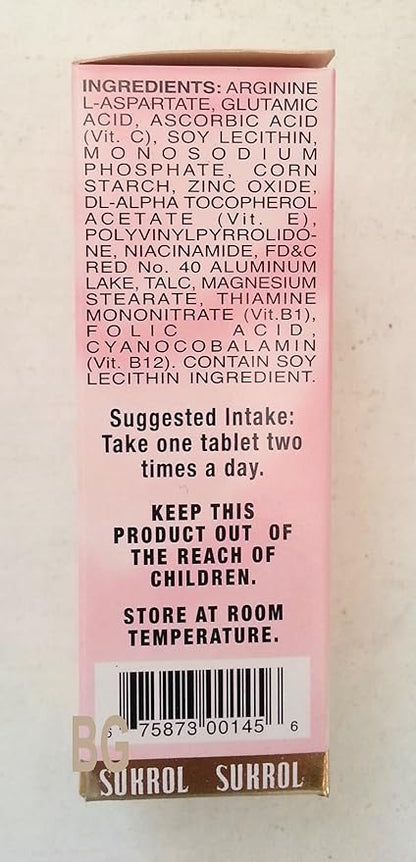 INGREDIENTS: ARGININE
L-ASPARTATE, GLUTAMIC
ACID, ASCORBIC ACID
(Vit. C), SOY LECITHIN,
MONOSODIUM
PHOSPHATE, CORN
STARCH, ZINC OXIDE,
DL-ALPHA TOCOPHEROL
ACETATE (Vit. E),
POLYVINYLPYRROLIDO-
NE, NIACINAMIDE, FD&C
RED No. 40 ALUMINUM
LAKE, TALC, MAGNESIUM
STEARATE, THIAMINE
MONONITRATE (Vit.B1),
FOLIC ACID,
CYANOCOBALAMIN
(Vit. B12). CONTAIN SOY
LECITHIN INGREDIENT.
Suggested Intake:
Take one tablet two
times a day.
KEEP THIS
PRODUCT OUT OF
THE REACH OF
CHILDREN.
STORE AT ROOM
TEMPERATURE.
75873 00145 6
BG
SUKROL SUKROL